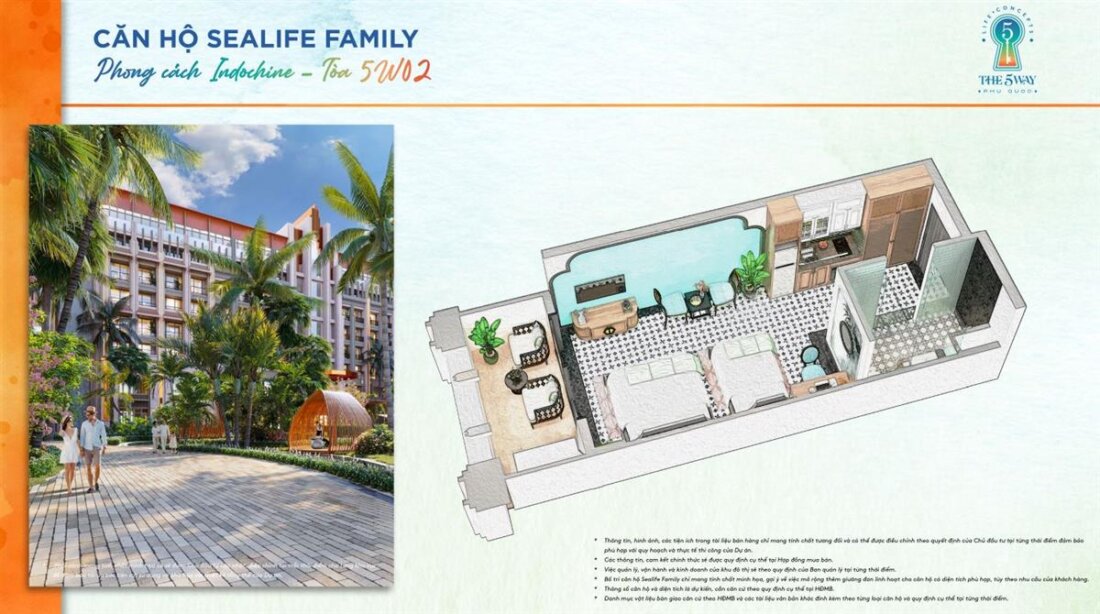 CĂN HỘ SEALIFE FAMILY
Phong cách Indochine - Tòa 5W02
LIFE • CONCEPTS
5
THE 5WAY
PHU QUOC
* Thông tin, hình ảnh, các tiện ích trong tài liệu bán hàng chỉ mang tính chất tương đối và có thể được điều chỉnh theo quyết định của Chủ đầu tư tại từng thời điểm đảm bảo
phù hợp với quy hoạch và thực tế thi công của Dự án.
* Các thông tin, cam kết chính thức sẽ được quy định cụ thể tại Hợp đồng mua bán.
* Việc quản lý, vận hành và kinh doanh của khu đô thị sẽ theo quy định của Ban quản lý tại từng thời điểm.
* Bố trí căn hộ Sealife Family chỉ mang tính chất minh họa, gợi ý về việc mở rộng thêm giường đơn linh hoạt cho căn hộ có diện tích phù hợp, tùy theo nhu cầu của khách hàng.
* Thông số căn hộ và diện tích là dự kiến, căn cứ theo quy định cụ thể tại HĐMB.
* Danh mục vật liệu bàn giao căn cứ theo HĐMB và các tài liệu văn bản khác đính kèm theo từng loại căn hộ và quy định cụ thể tại từng thời điểm.